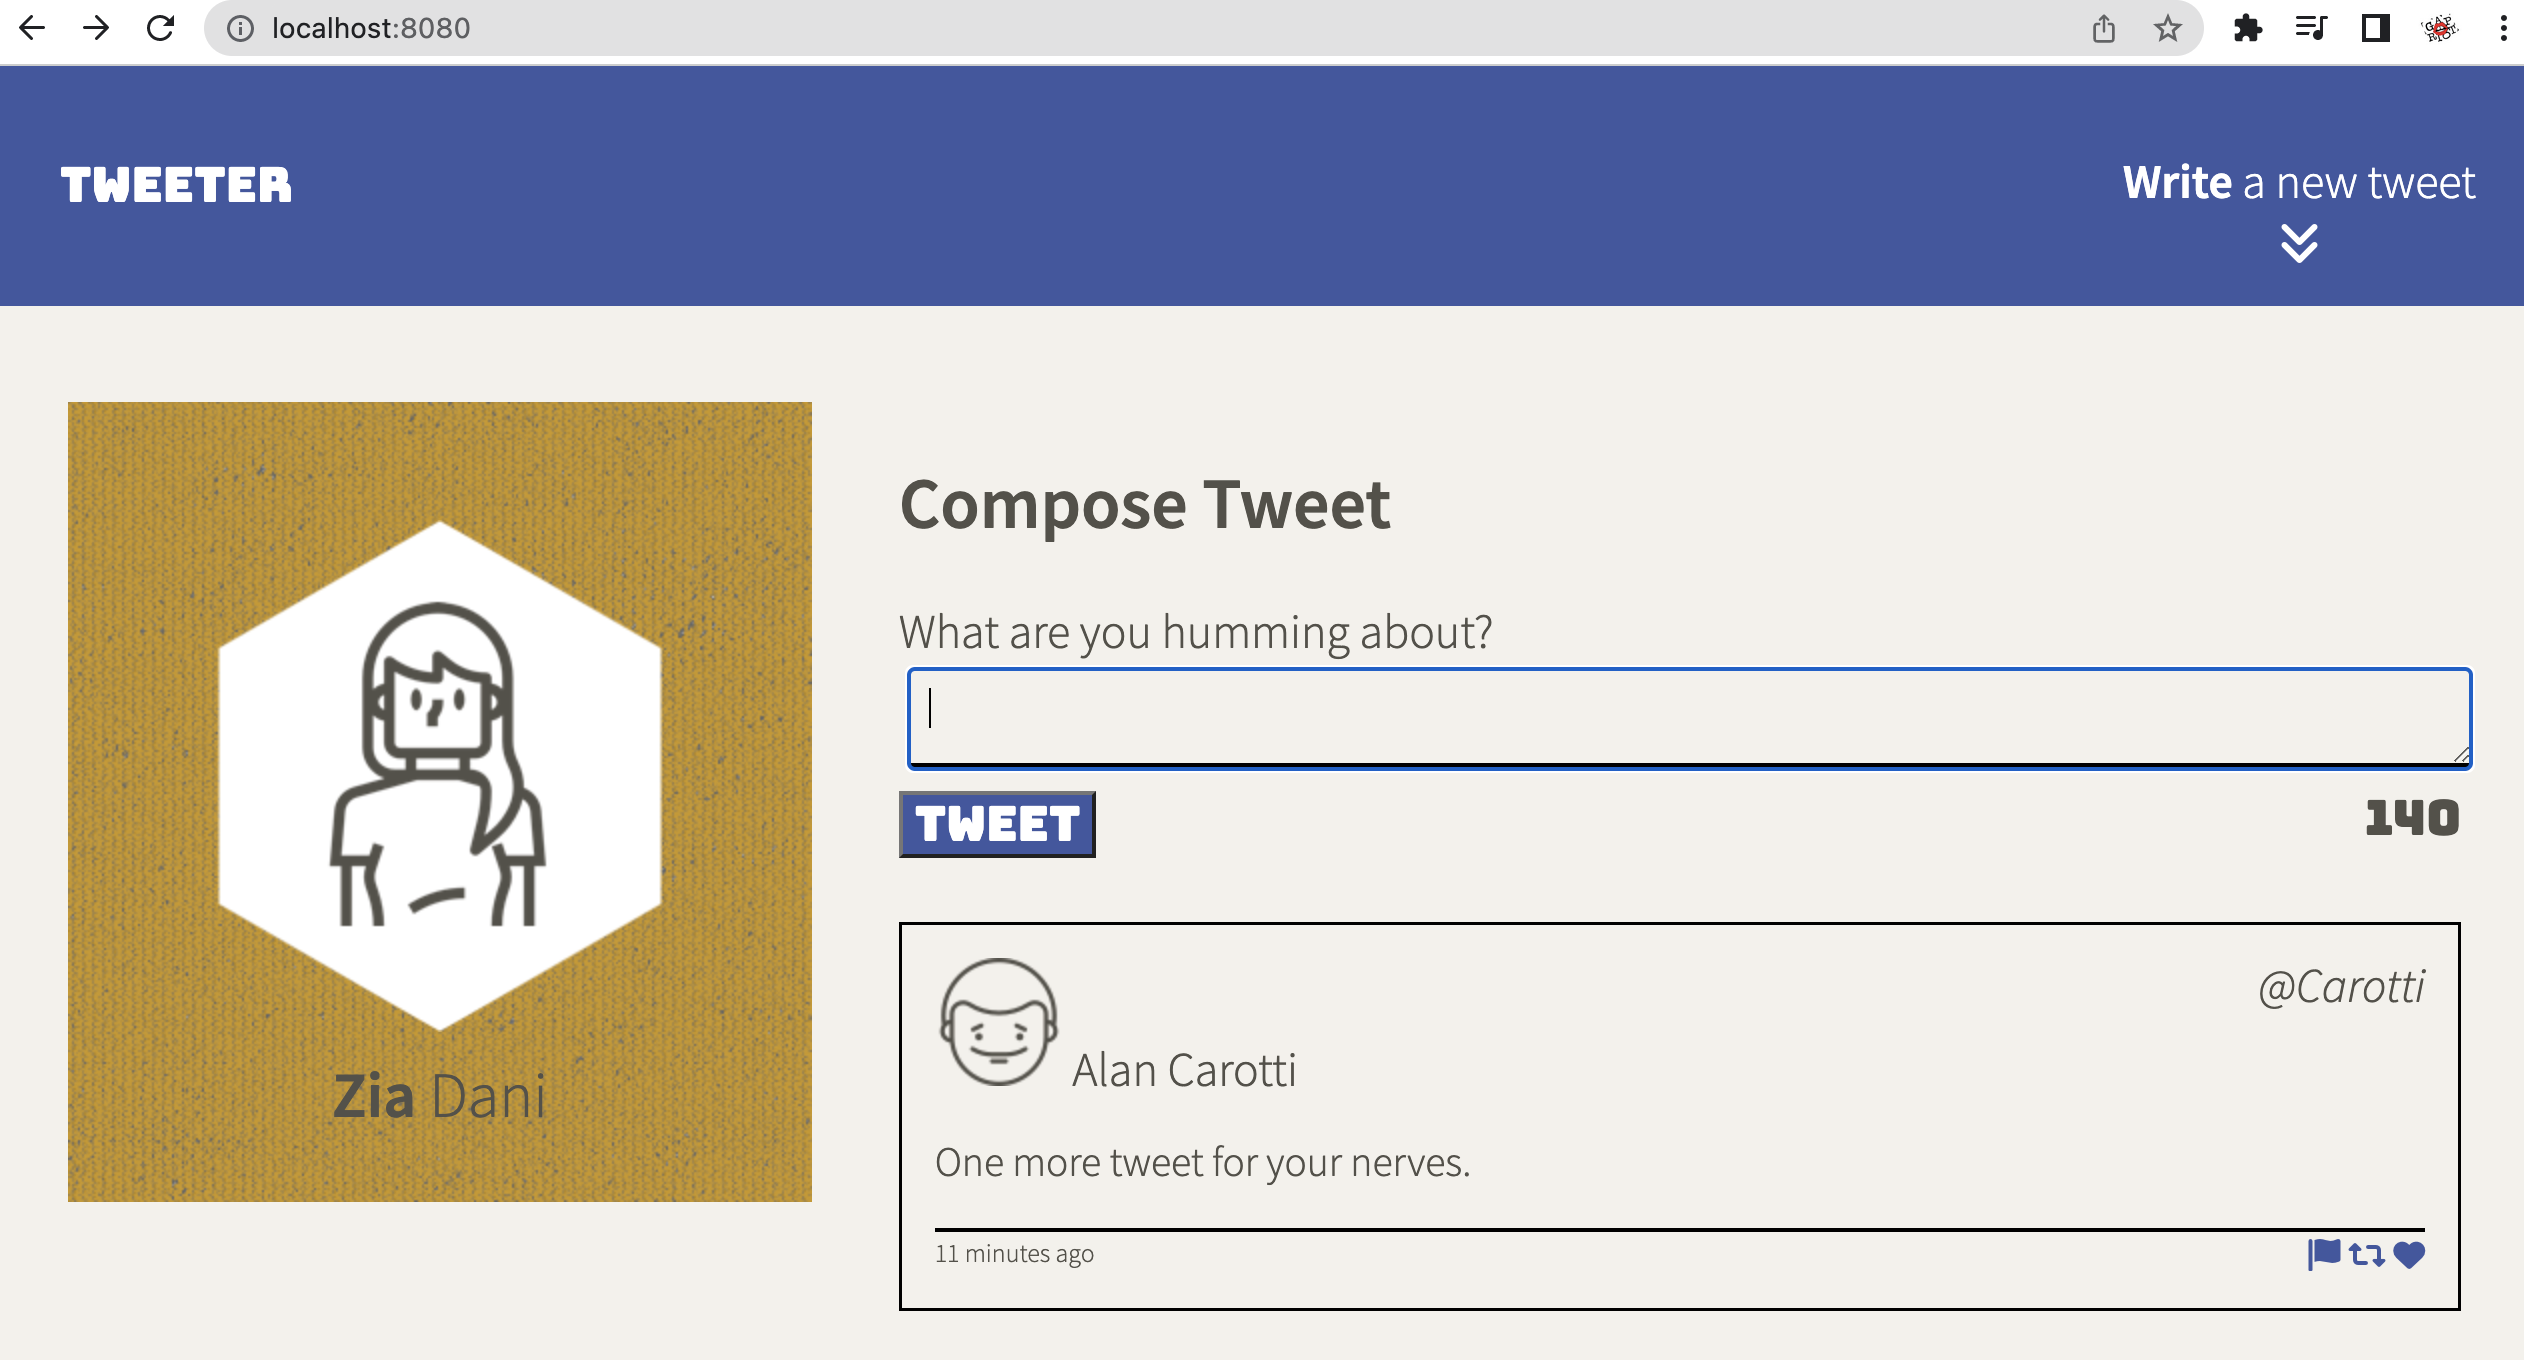 localhost:8080
TWEETER
Write a new tweet
Compose Tweet
What are you humming about?
TWEET
140
Zia Dani
@Carotti
Alan Carotti
One more tweet for your nerves.
11 minutes ago